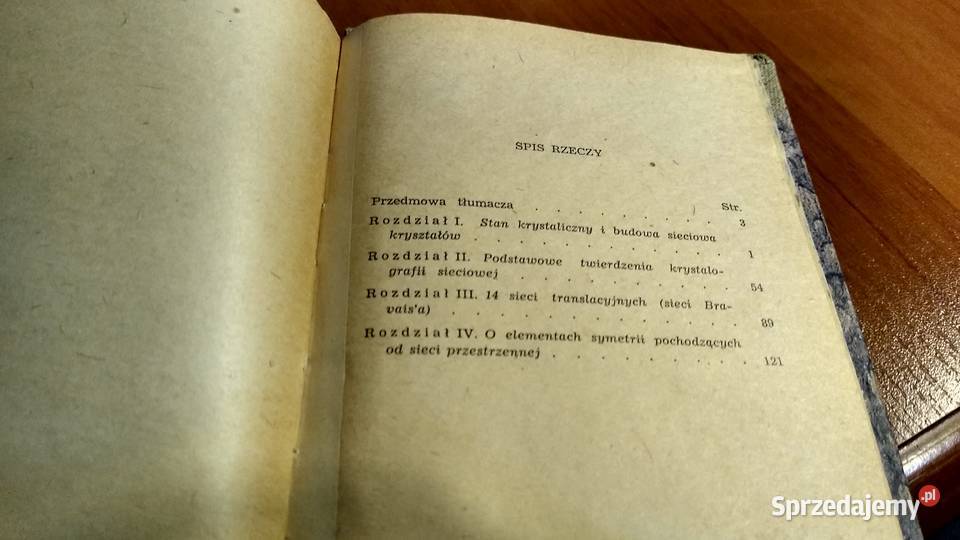 SPIS RZECZY
Str.
Przedmowa tłumacza . . . . . . . . 3
Rozdział I. Stan krystaliczny i budowa sieciowa
kryształów . . . . . . . . . . . 1
Rozdział II. Podstawowe twierdzenia krystalo-
grafii sieciowej . . . . . . . . . 54
Rozdział III. 14 sieci translacyjnych (sieci Bra-
vais'a) . . . . . . . . . . . . 89
Rozdział IV. O elementach symetrii pochodzących
od sieci przestrzennej . . . . . . . . 121
Sprzedajemy.pl